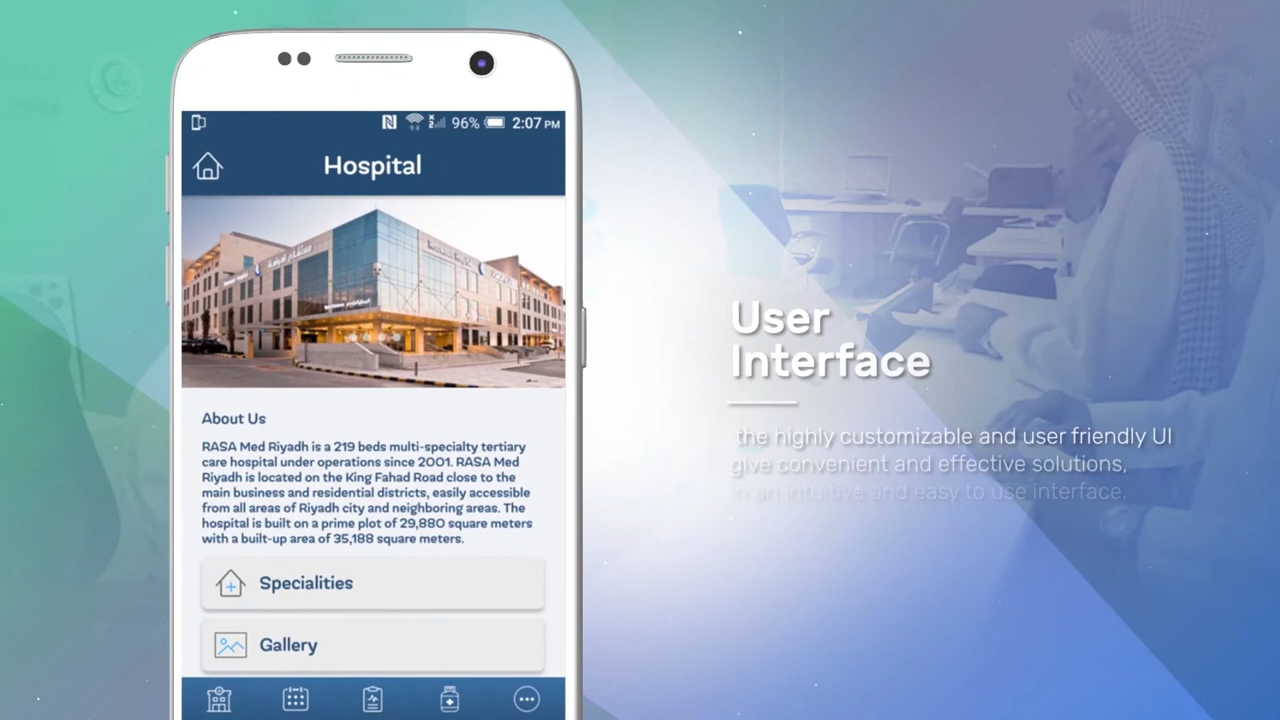 96% 2:07 PM
Hospital
About Us
RASA Med Riyadh is a 219 beds multi-specialty tertiary
care hospital under operations since 2001. RASA Med
Riyadh is located on the King Fahad Road close to the
main business and residential districts, easily accessible
from all areas of Riyadh city and neighboring areas. The
hospital is built on a prime plot of 29,880 square meters
with a built-up area of 35,188 square meters.
Specialities
Gallery
User
Interface
the highly customizable and user friendly UI
give convenient and effective solutions,
in an intuitive and easy to use interface.